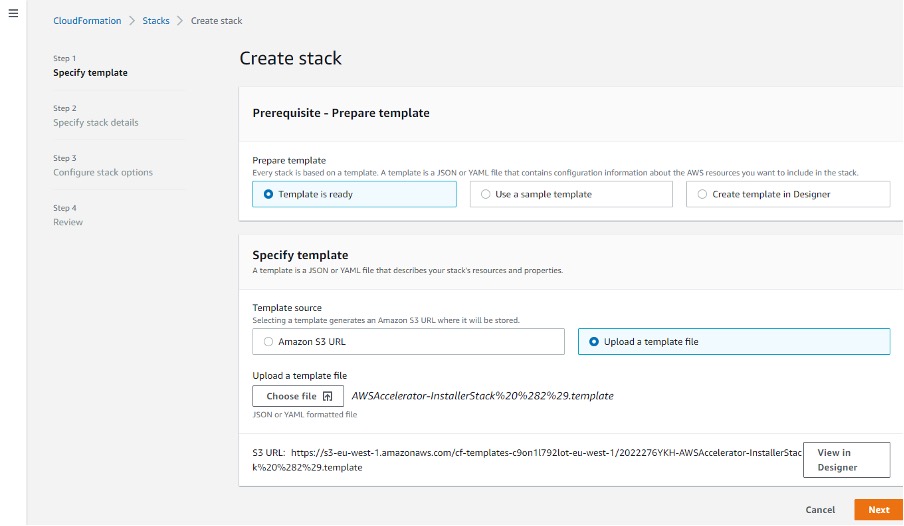 CloudFormation > Stacks > Create stack
Step 1
Specify template
Step 2
Specify stack details
Step 3
Configure stack options
Step 4
Review
Create stack
Prerequisite - Prepare template
Prepare template
Every stack is based on a template. A template is a JSON or YAML file that contains configuration information about the AWS resources you want to include in the stack.
Template is ready
Use a sample template
Create template in Designer
Specify template
A template is a JSON or YAML file that describes your stack's resources and properties.
Template source
Selecting a template generates an Amazon S3 URL where it will be stored.
Amazon S3 URL
Upload a template file
Upload a template file
Choose file
AWSAccelerator-InstallerStack%20%282%29.template
JSON or YAML formatted file
S3 URL: https://s3-eu-west-1.amazonaws.com/cf-templates-c9on1l792lot-eu-west-1/2022276YKH-AWSAccelerator-InstallerStac
k%20%282%29.template
View in
Designer
Cancel
Next